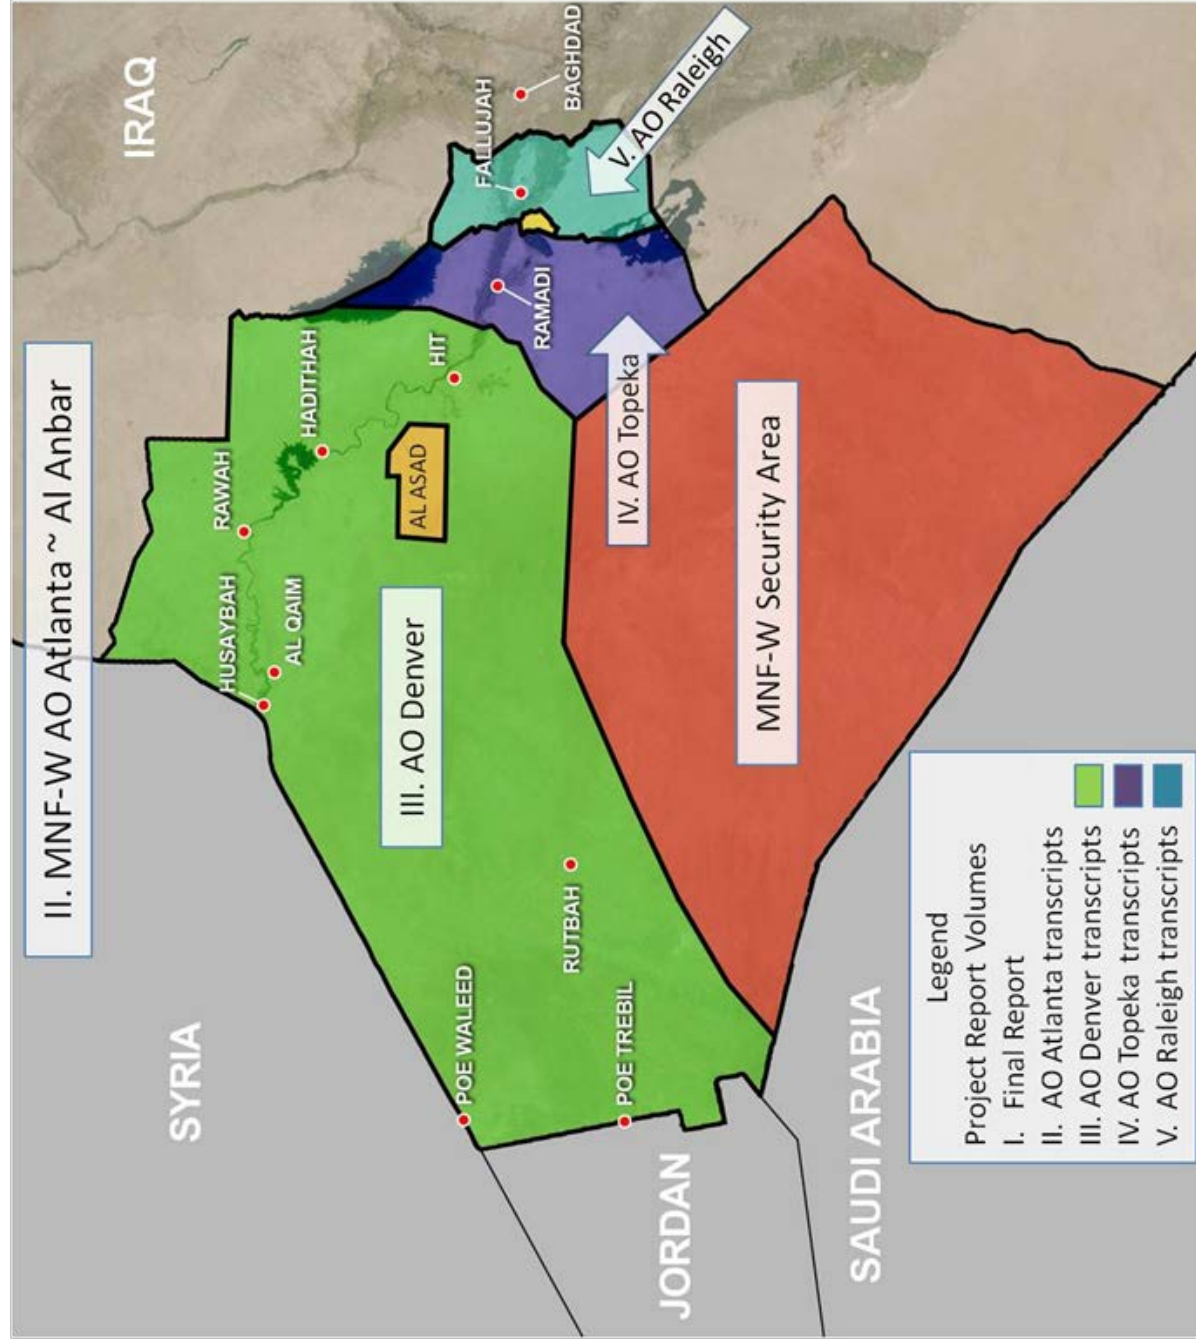 II. MNF-W AO Atlanta ~ Al Anbar
IRAQ
SYRIA
RAWAH
HUSAYBAH
HADITHAH
AL QAIM
FALLUJAH
BAGHDAD
HIT
AL ASAD
III. AO Denver
RAMADI
V. AO Raleigh
POE WALEED
RUTBAH
IV. AO Topeka
POE TREBIL
JORDAN
MNF-W Security Area
SAUDI ARABIA
Legend
Project Report Volumes
I. Final Report
II. AO Atlanta transcripts
III. AO Denver transcripts
IV. AO Topeka transcripts
V. AO Raleigh transcripts